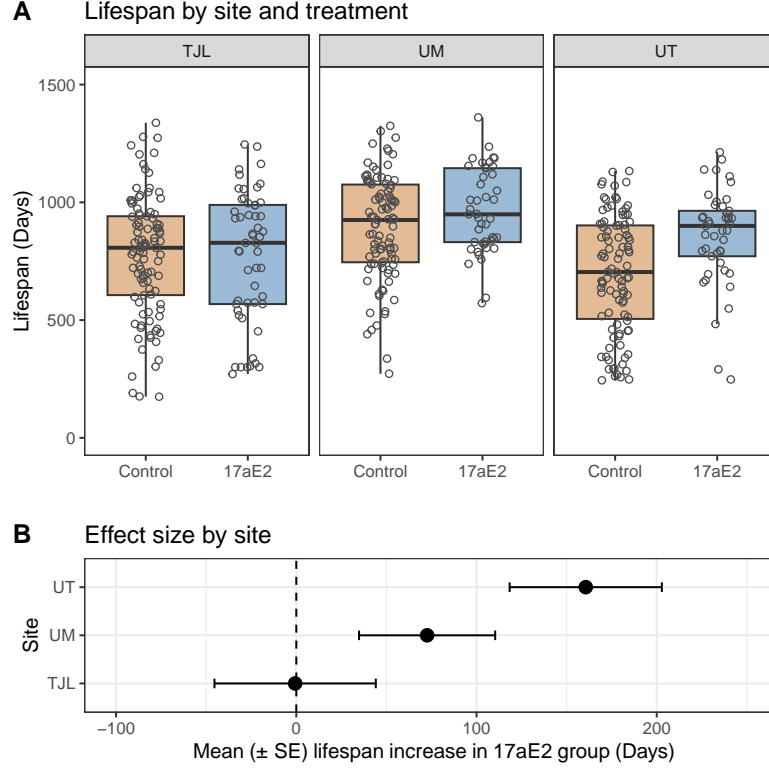 A Lifespan by site and treatment
TJL UM UT
Lifespan (Days)
1500
1000
500
0
Control 17aE2 Control 17aE2 Control 17aE2
B Effect size by site
Site
UT
UM
TJL
−100 0 100 200
Mean (± SE) lifespan increase in 17aE2 group (Days)